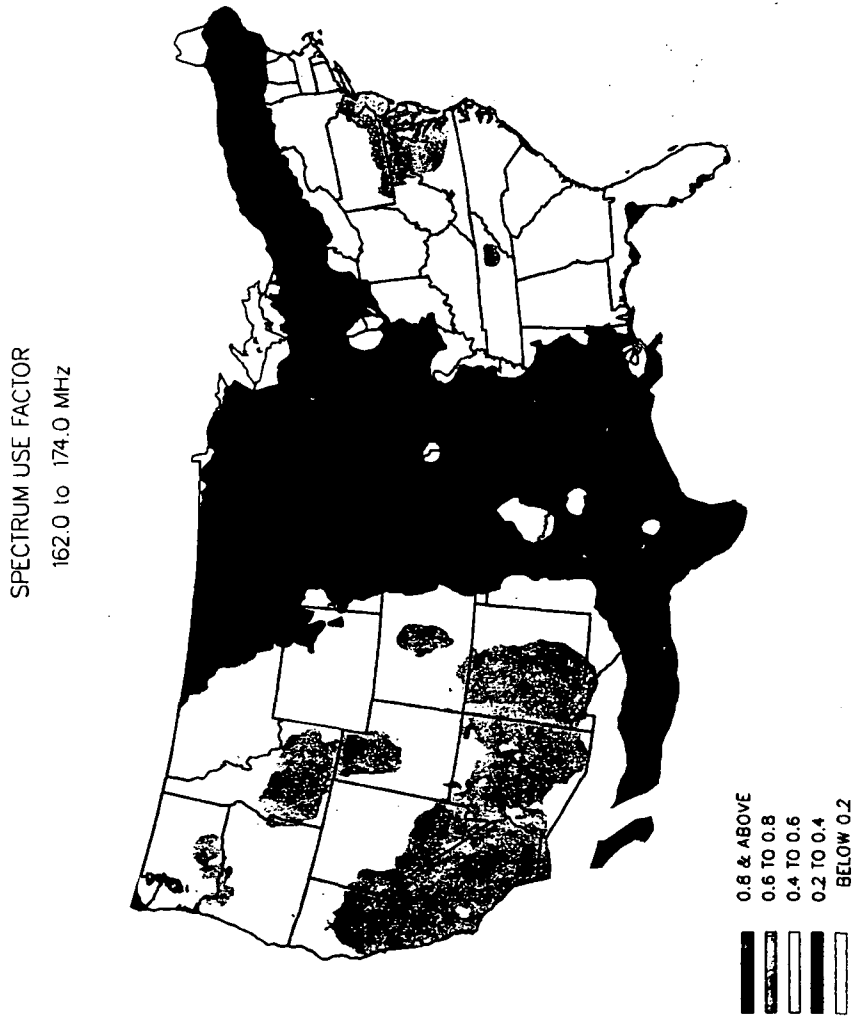 SPECTRUM USE FACTOR
162.0 to 174.0 MHz
0.8 & ABOVE
0.6 TO 0.8
0.4 TO 0.6
0.2 TO 0.4
BELOW 0.2